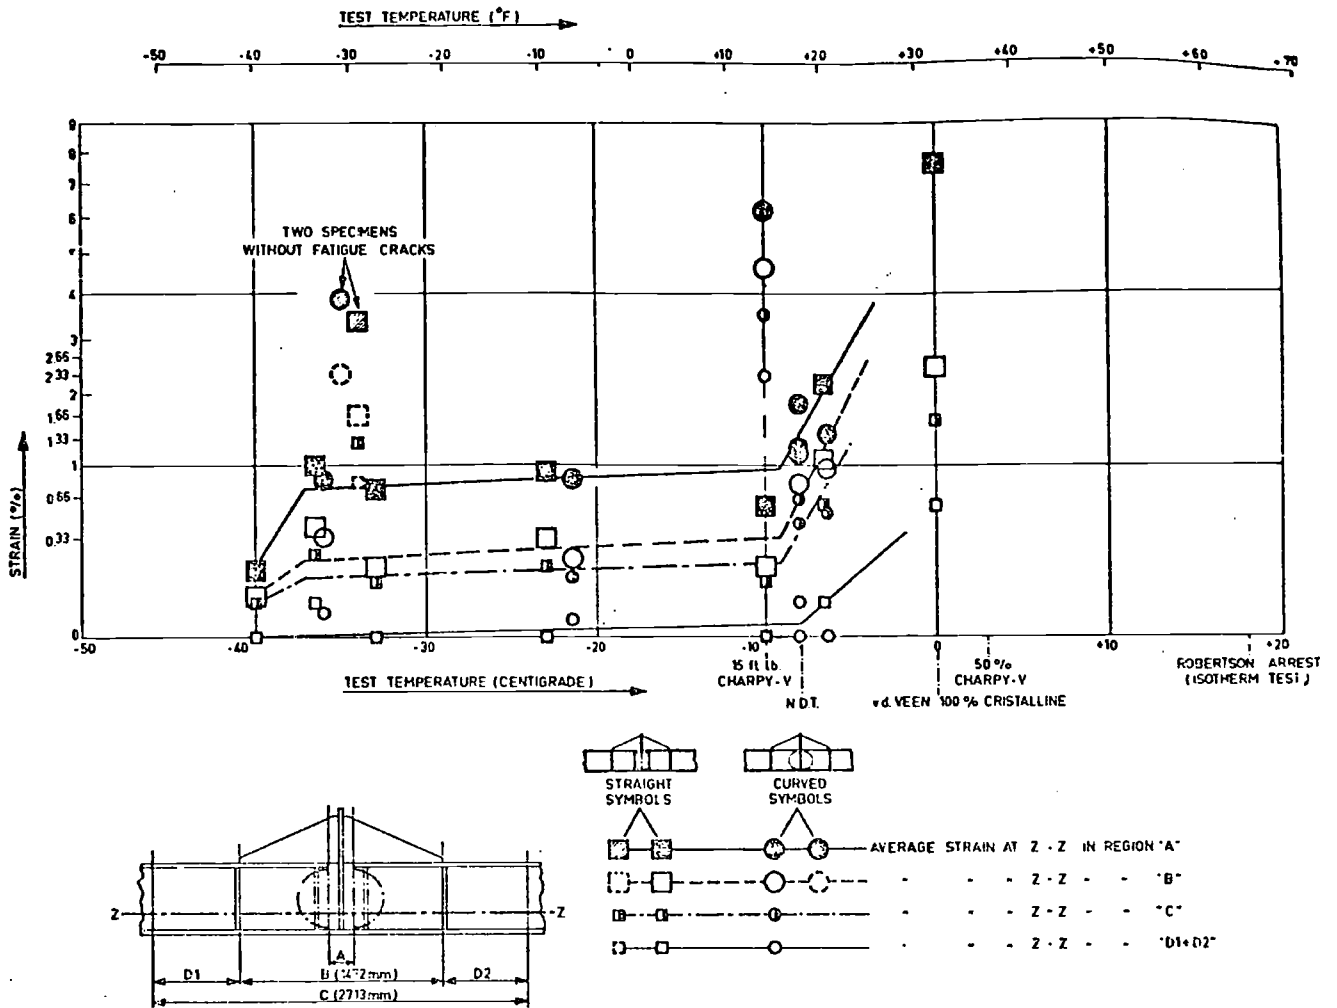 TEST TEMPERATURE (°F)
-50 -40 -30 -20 -10 0 +10 +20 +30 +40 +50 +60 +70
9
8
7
6
4
3
2.66
2.33
2
1.66
1.33
1
0.66
0.33
0
STRAIN (%)
TWO SPECIMENS
WITHOUT FATIGUE CRACKS
-50 -40 -30 -20 -10 0 +10 +20
15 ft lb.
CHARPY-V
N.D.T.
50 %
CHARPY-V
v.d. VEEN 100 % CRISTALLINE
ROBERTSON ARREST
(ISOTHERM TEST)
TEST TEMPERATURE (CENTIGRADE)
STRAIGHT
SYMBOLS
CURVED
SYMBOLS
AVERAGE STRAIN AT Z-Z IN REGION "A"
" " " Z-Z " " "B"
" " " Z-Z " " "C"
" " " Z-Z " " "D1+D2"
Z Z
A
D1 B D2
C (2713mm)